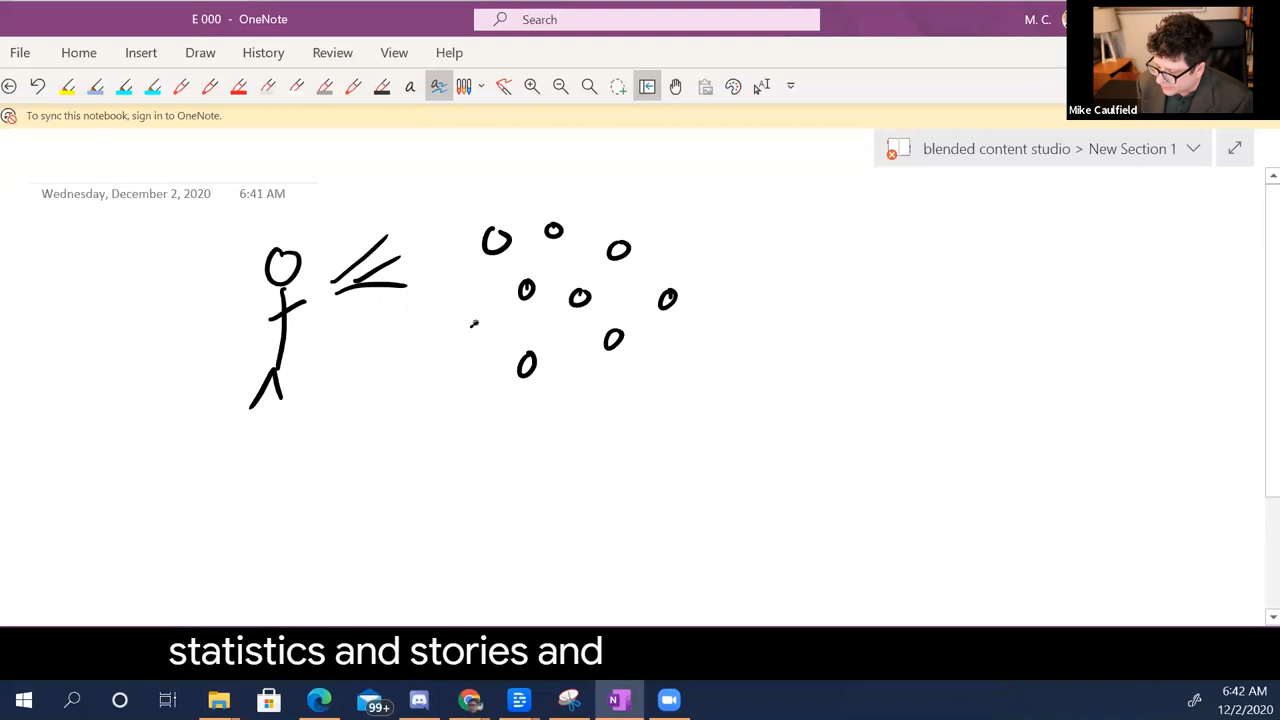 E 000 - OneNote
Search
M. C.
File Home Insert Draw History Review View Help
To sync this notebook, sign in to OneNote.
Mike Caulfield
blended content studio > New Section 1
Wednesday, December 2, 2020 6:41 AM
statistics and stories and
99+
6:42 AM
12/2/2020